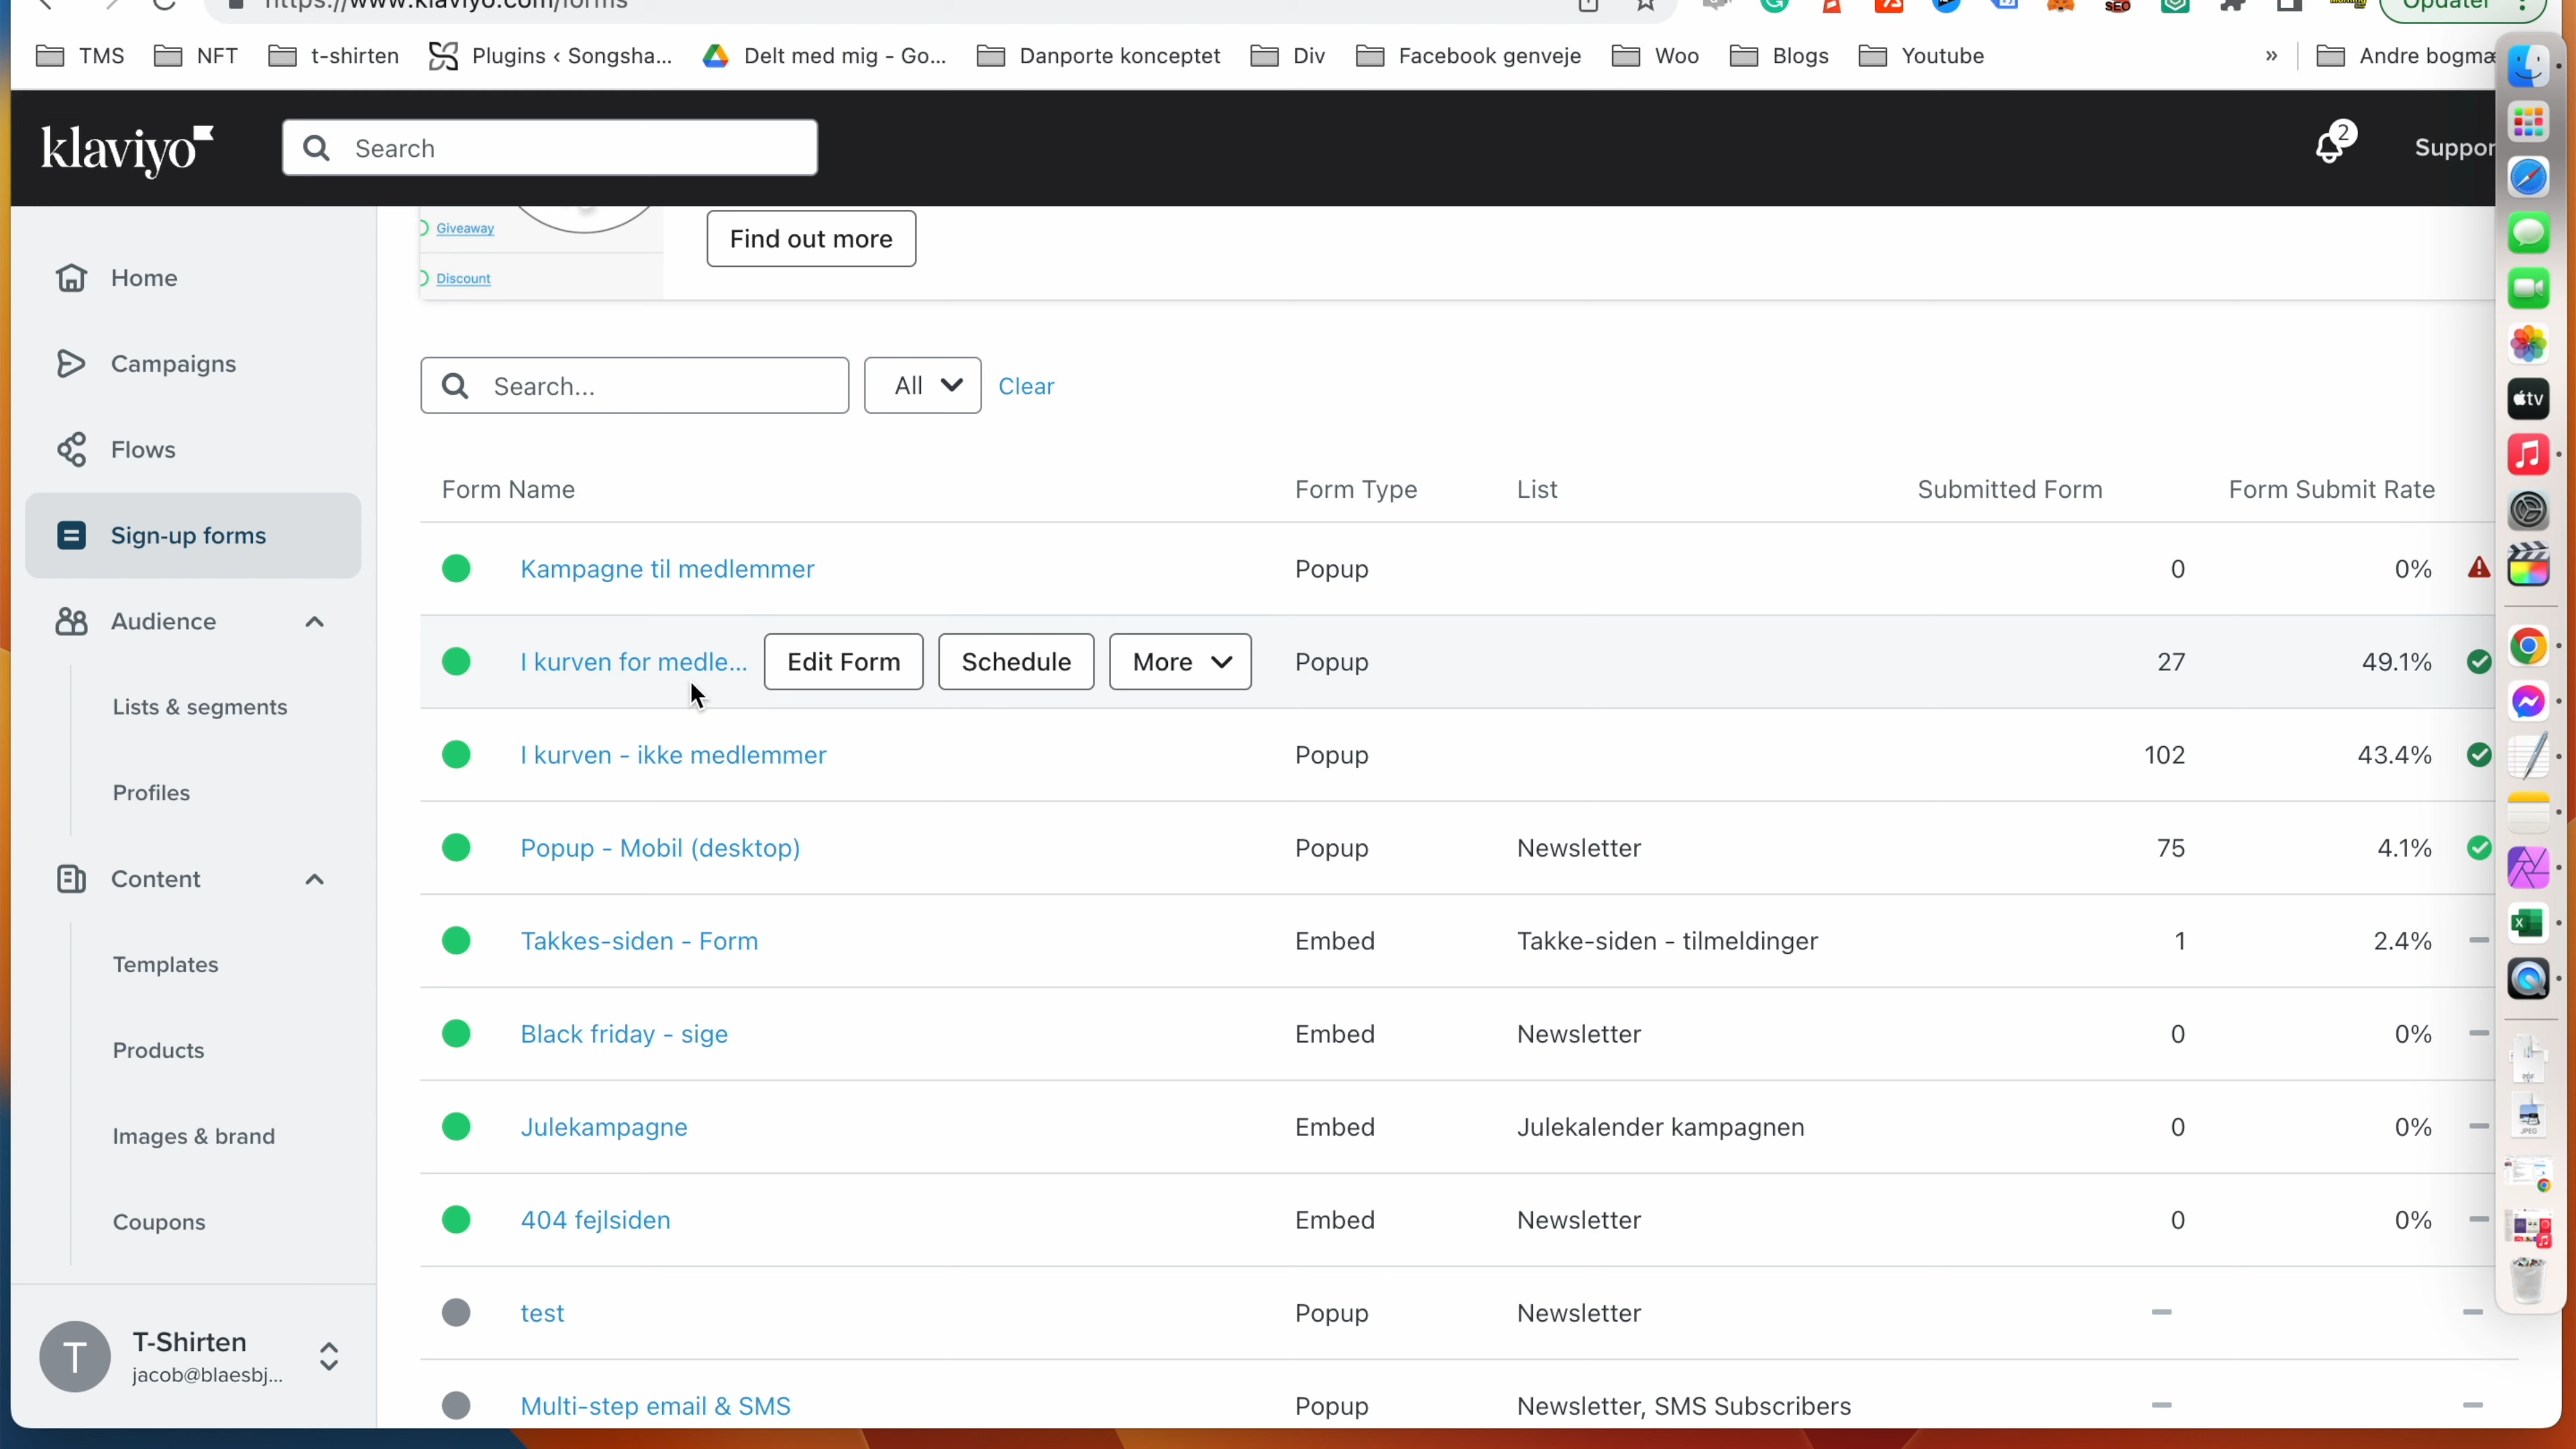 https://www.klaviyo.com/forms
TMS NFT t-shirten Plugins ‹ Songsha... Delt med mig - Go... Danporte konceptet Div Facebook genveje Woo Blogs Youtube » Andre bogmæ
klaviyo Search 2 Suppor
Giveaway
Find out more
Discount
Home
Campaigns
Flows
Sign-up forms
Audience
Lists & segments
Profiles
Content
Templates
Products
Images & brand
Coupons
T T-Shirten
jacob@blaesbj...
Search... All Clear
Form Name Form Type List Submitted Form Form Submit Rate
Kampagne til medlemmer Popup 0 0%
I kurven for medle... Edit Form Schedule More Popup 27 49.1%
I kurven - ikke medlemmer Popup 102 43.4%
Popup - Mobil (desktop) Popup Newsletter 75 4.1%
Takkes-siden - Form Embed Takke-siden - tilmeldinger 1 2.4%
Black friday - sige Embed Newsletter 0 0%
Julekampagne Embed Julekalender kampagnen 0 0%
404 fejlsiden Embed Newsletter 0 0%
test Popup Newsletter – –
Multi-step email & SMS Popup Newsletter, SMS Subscribers – –
tv
PDF
JPEG